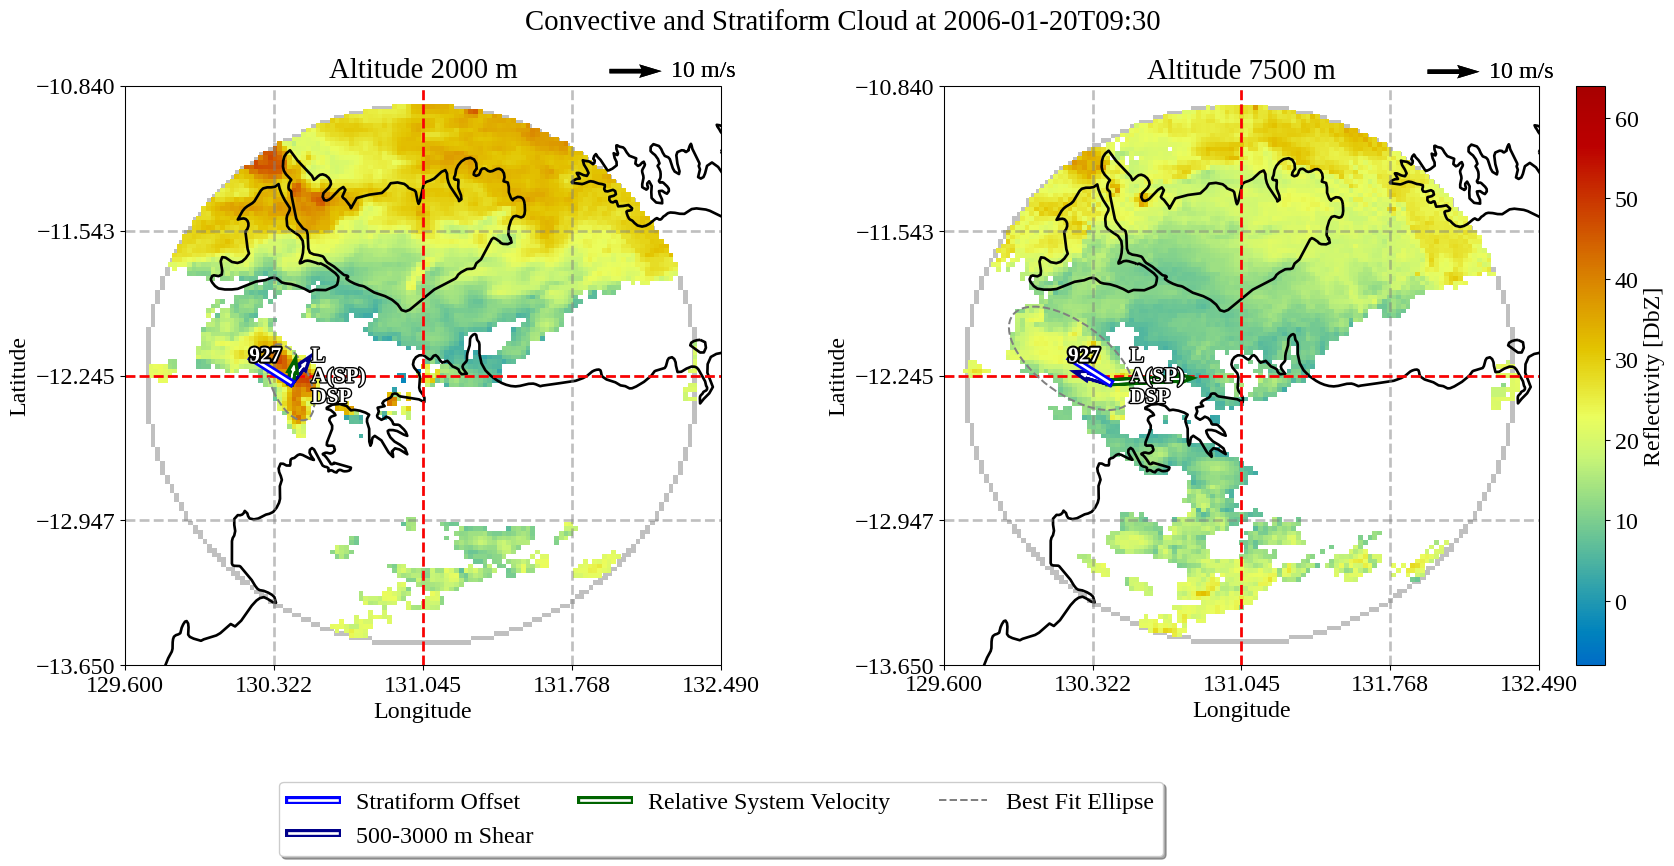 Convective and Stratiform Cloud at 2006-01-20T09:30
Altitude 2000 m
10 m/s
−10.840
−11.543
−12.245
−12.947
−13.650
129.600
130.322
131.045
131.768
132.490
Latitude
Longitude
927
L
A(SP)
DSP
Altitude 7500 m
10 m/s
−10.840
−11.543
−12.245
−12.947
−13.650
129.600
130.322
131.045
131.768
132.490
Latitude
Longitude
927
L
A(SP)
DSP
60
50
40
30
20
10
0
Reflectivity [DbZ]
Stratiform Offset
500-3000 m Shear
Relative System Velocity
Best Fit Ellipse